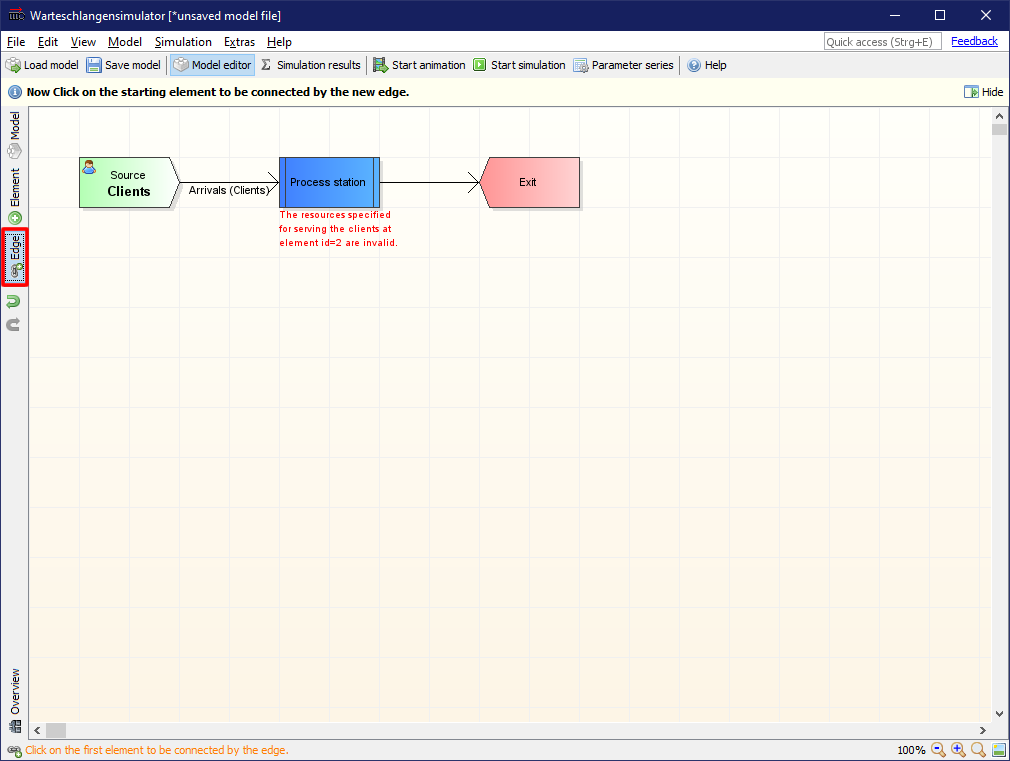 Warteschlangensimulator [*unsaved model file]
File Edit View Model Simulation Extras Help
Quick access (Strg+E) Feedback
Load model Save model Model editor Σ Simulation results Start animation Start simulation Parameter series Help
Now Click on the starting element to be connected by the new edge.
Hide
Model
Element
Edge
Source
Clients
Arrivals (Clients)
Process station
Exit
The resources specified
for serving the clients at
element id=2 are invalid.
Overview
Click on the first element to be connected by the edge.
100%